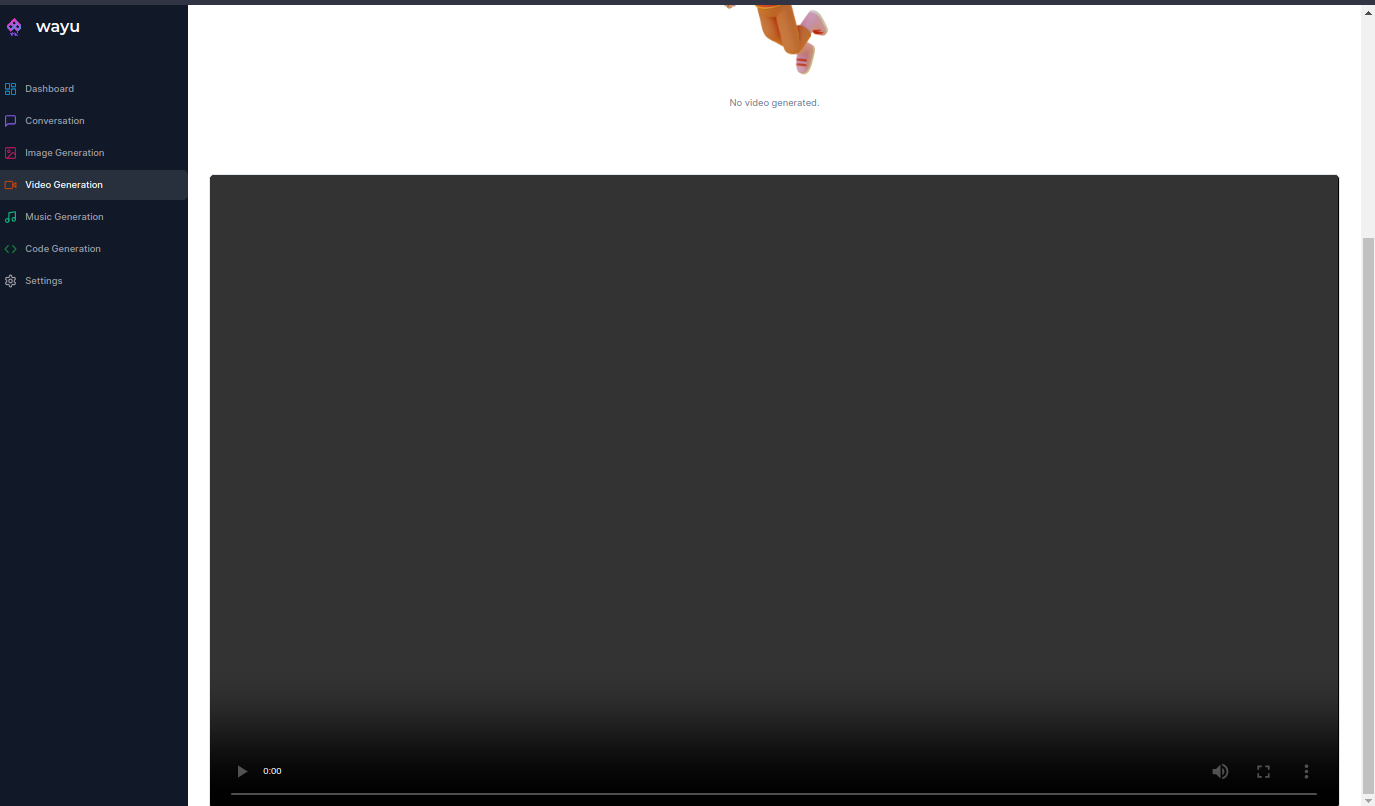 wayu
Dashboard
Conversation
Image Generation
Video Generation
Music Generation
Code Generation
Settings
No video generated.
0:00